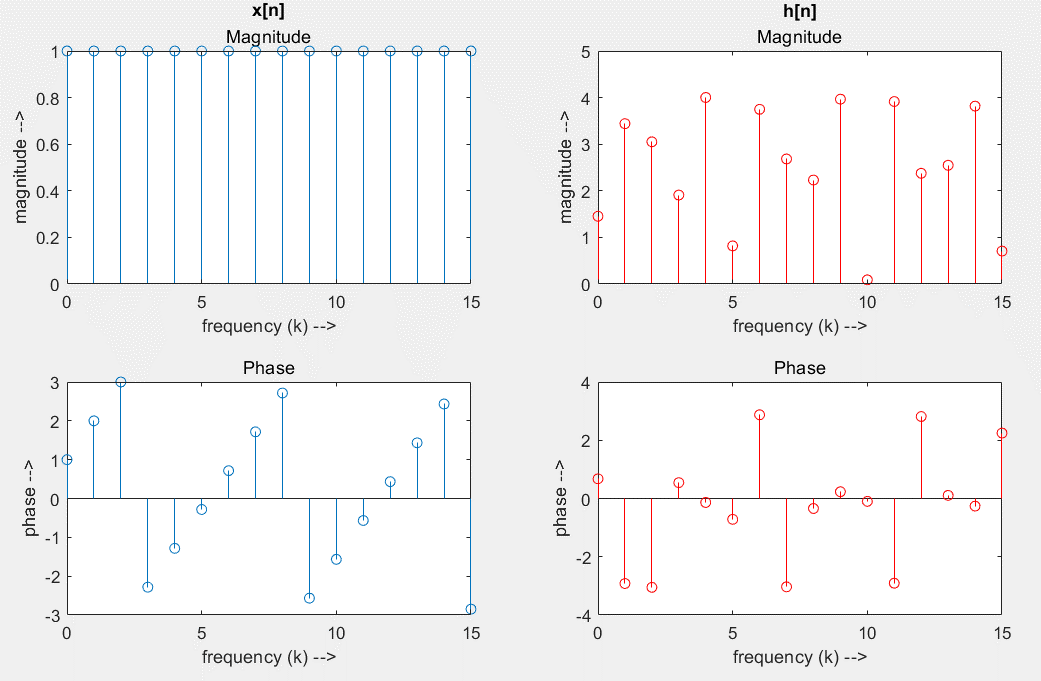 x[n]
Magnitude
1
0.8
0.6
0.4
0.2
0
magnitude -->
0 5 10 15
frequency (k) -->
h[n]
Magnitude
5
4
3
2
1
0
magnitude -->
0 5 10 15
frequency (k) -->
Phase
3
2
1
0
-1
-2
-3
phase -->
0 5 10 15
frequency (k) -->
Phase
4
2
0
-2
-4
phase -->
0 5 10 15
frequency (k) -->